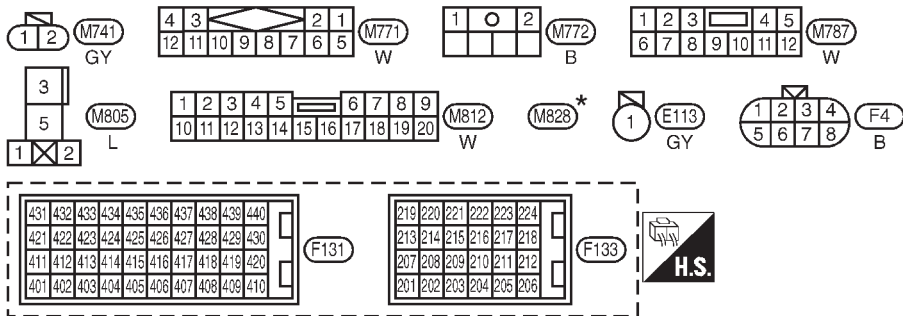 1 2 M741 GY
4 3 2 1
12 11 10 9 8 7 6 5 M771 W
1 2 M772 B
1 2 3 4 5
6 7 8 9 10 11 12 M787 W
3
5
1 2 M805 L
1 2 3 4 5 6 7 8 9
10 11 12 13 14 15 16 17 18 19 20 M812 W
M828 *
1 E113 GY
1 2 3 4
5 6 7 8 F4 B
431 432 433 434 435 436 437 438 439 440
421 422 423 424 425 426 427 428 429 430
411 412 413 414 415 416 417 418 419 420
401 402 403 404 405 406 407 408 409 410
F131
219 220 221 222 223 224
213 214 215 216 217 218
207 208 209 210 211 212
201 202 203 204 205 206
F133
H.S.